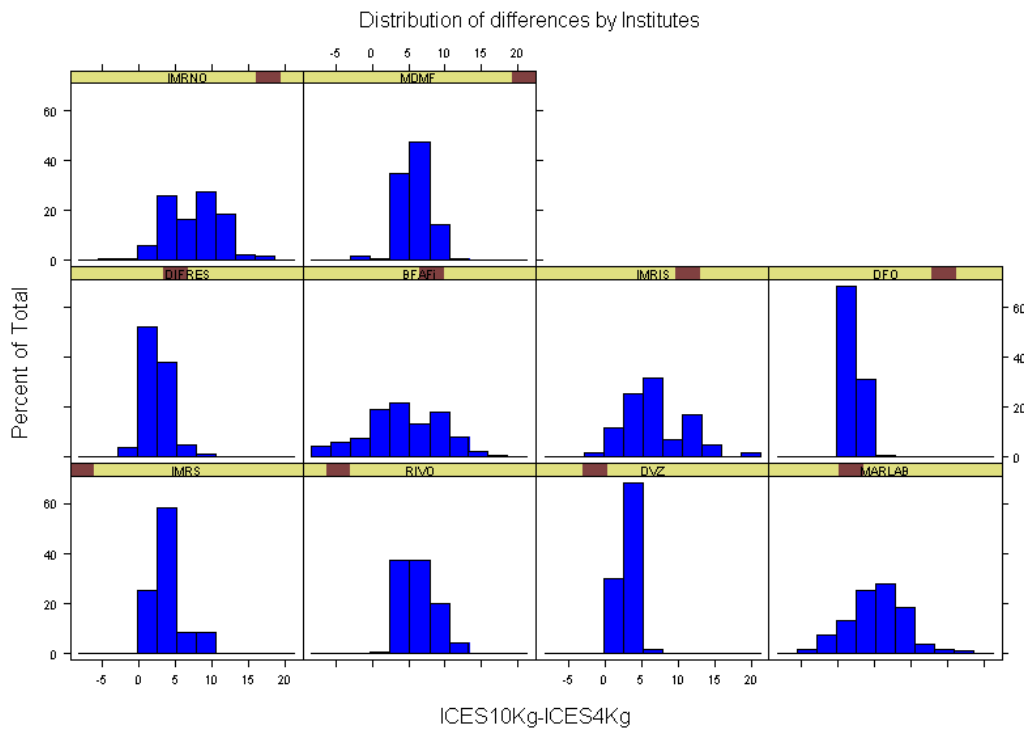 Distribution of differences by Institutes
-5 0 5 10 15 20
IMRNO MDMF
60
40
20
0
DIFRES BFAFi IMRIS DFO
60
40
20
0
IMRS RIVO DVZ MARLAB
60
40
20
0
-5 0 5 10 15 20 -5 0 5 10 15 20
Percent of Total
ICES10Kg-ICES4Kg